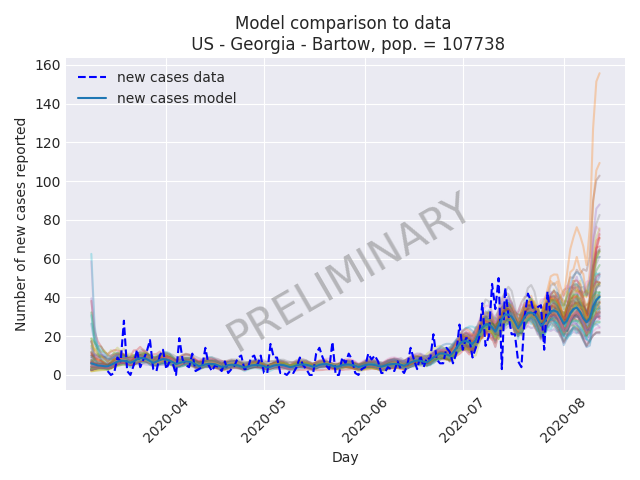 Model comparison to data
US - Georgia - Bartow, pop. = 107738
160
140
120
100
80
60
40
20
0
Number of new cases reported
new cases data
new cases model
PRELIMINARY
2020-04
2020-05
2020-06
2020-07
2020-08
Day